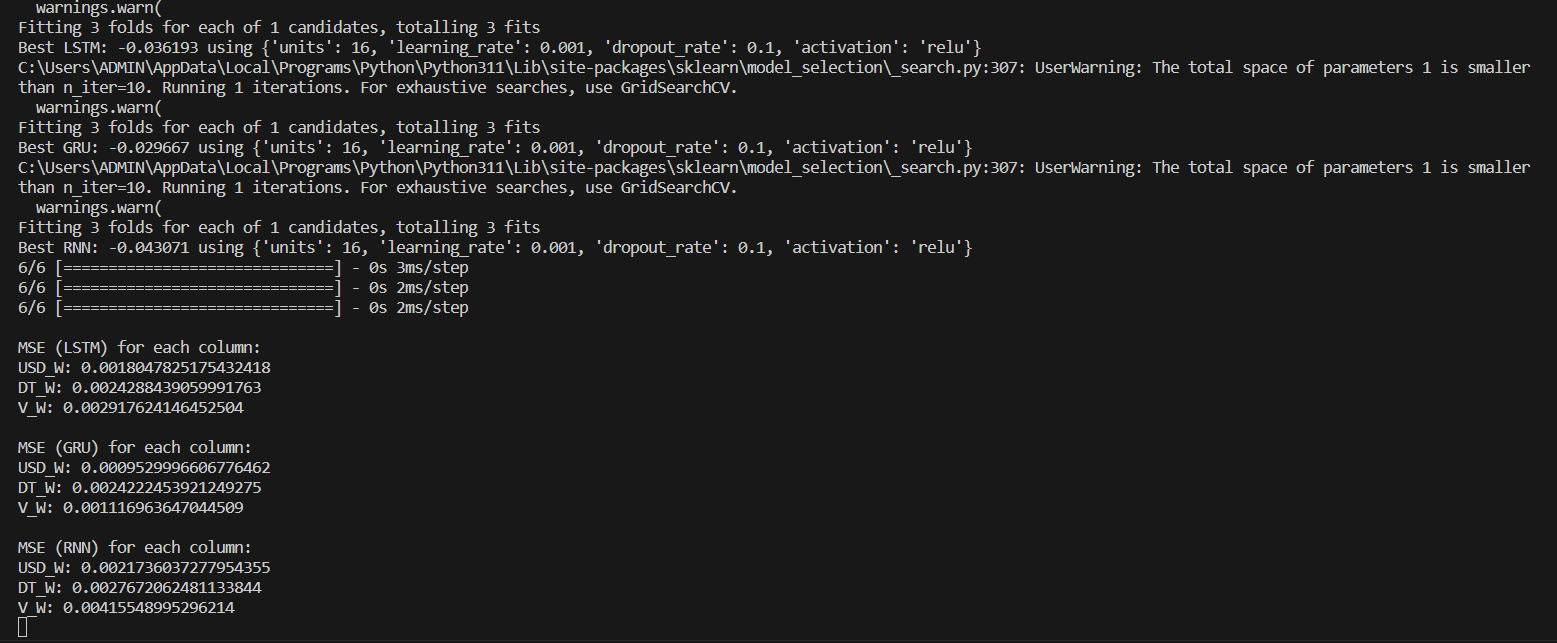 warnings.warn(
Fitting 3 folds for each of 1 candidates, totalling 3 fits
Best LSTM: -0.036193 using {'units': 16, 'learning_rate': 0.001, 'dropout_rate': 0.1, 'activation': 'relu'}
C:\Users\ADMIN\AppData\Local\Programs\Python\Python311\Lib\site-packages\sklearn\model_selection\_search.py:307: UserWarning: The total space of parameters 1 is smaller
than n_iter=10. Running 1 iterations. For exhaustive searches, use GridSearchCV.
warnings.warn(
Fitting 3 folds for each of 1 candidates, totalling 3 fits
Best GRU: -0.029667 using {'units': 16, 'learning_rate': 0.001, 'dropout_rate': 0.1, 'activation': 'relu'}
C:\Users\ADMIN\AppData\Local\Programs\Python\Python311\Lib\site-packages\sklearn\model_selection\_search.py:307: UserWarning: The total space of parameters 1 is smaller
than n_iter=10. Running 1 iterations. For exhaustive searches, use GridSearchCV.
warnings.warn(
Fitting 3 folds for each of 1 candidates, totalling 3 fits
Best RNN: -0.043071 using {'units': 16, 'learning_rate': 0.001, 'dropout_rate': 0.1, 'activation': 'relu'}
6/6 [==============================] - 0s 3ms/step
6/6 [==============================] - 0s 2ms/step
6/6 [==============================] - 0s 2ms/step
MSE (LSTM) for each column:
USD_W: 0.0018047825175432418
DT_W: 0.0024288439059991763
V_W: 0.002917624146452504
MSE (GRU) for each column:
USD_W: 0.0009529996606776462
DT_W: 0.0024222453921249275
V_W: 0.001116963647044509
MSE (RNN) for each column:
USD_W: 0.0021736037277954355
DT_W: 0.0027672062481133844
V_W: 0.00415548995296214